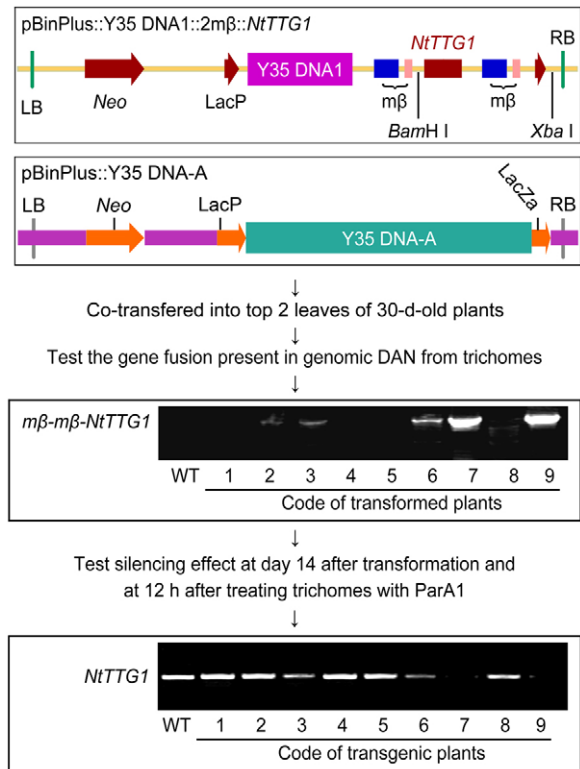 pBinPlus::Y35 DNA1::2mβ::NtTTG1
NtTTG1
RB
Y35 DNA1
LB
Neo
LacP
mβ
mβ
BamH I
Xba I
pBinPlus::Y35 DNA-A
LB
Neo
LacP
LacZa
RB
Y35 DNA-A
↓
Co-transfered into top 2 leaves of 30-d-old plants
↓
Test the gene fusion present in genomic DAN from trichomes
↓
mβ-mβ-NtTTG1
WT 1 2 3 4 5 6 7 8 9
Code of transformed plants
↓
Test silencing effect at day 14 after transformation and
at 12 h after treating trichomes with ParA1
↓
NtTTG1
WT 1 2 3 4 5 6 7 8 9
Code of transgenic plants